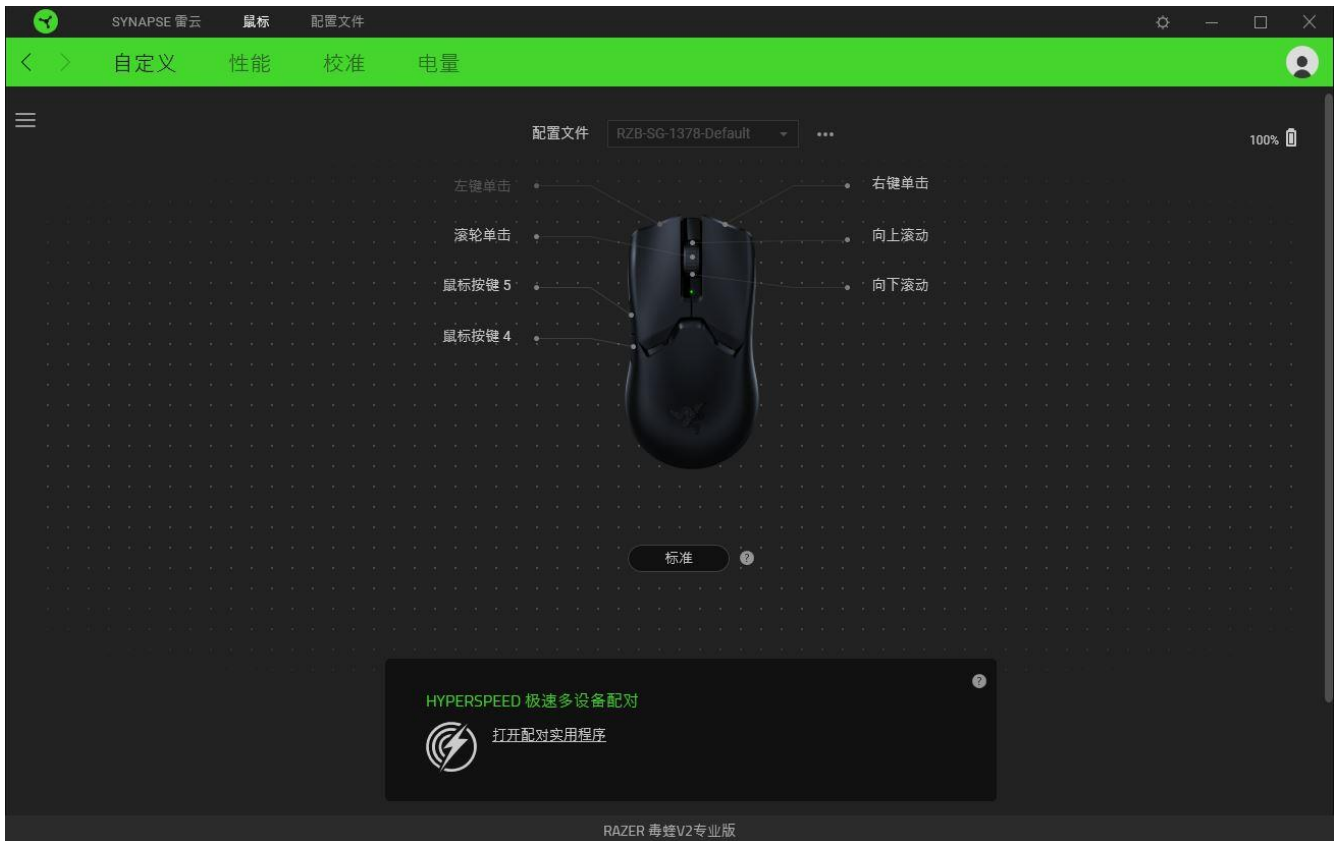 SYNAPSE 雷云 鼠标 配置文件
自定义 性能 校准 电量
配置文件 RZB-SG-1378-Default
100%
左键单击 右键单击
滚轮单击 向上滚动
鼠标按键 5 向下滚动
鼠标按键 4
标准 ?
?
HYPERSPEED 极速多设备配对
打开配对实用程序
RAZER 毒蝰V2专业版